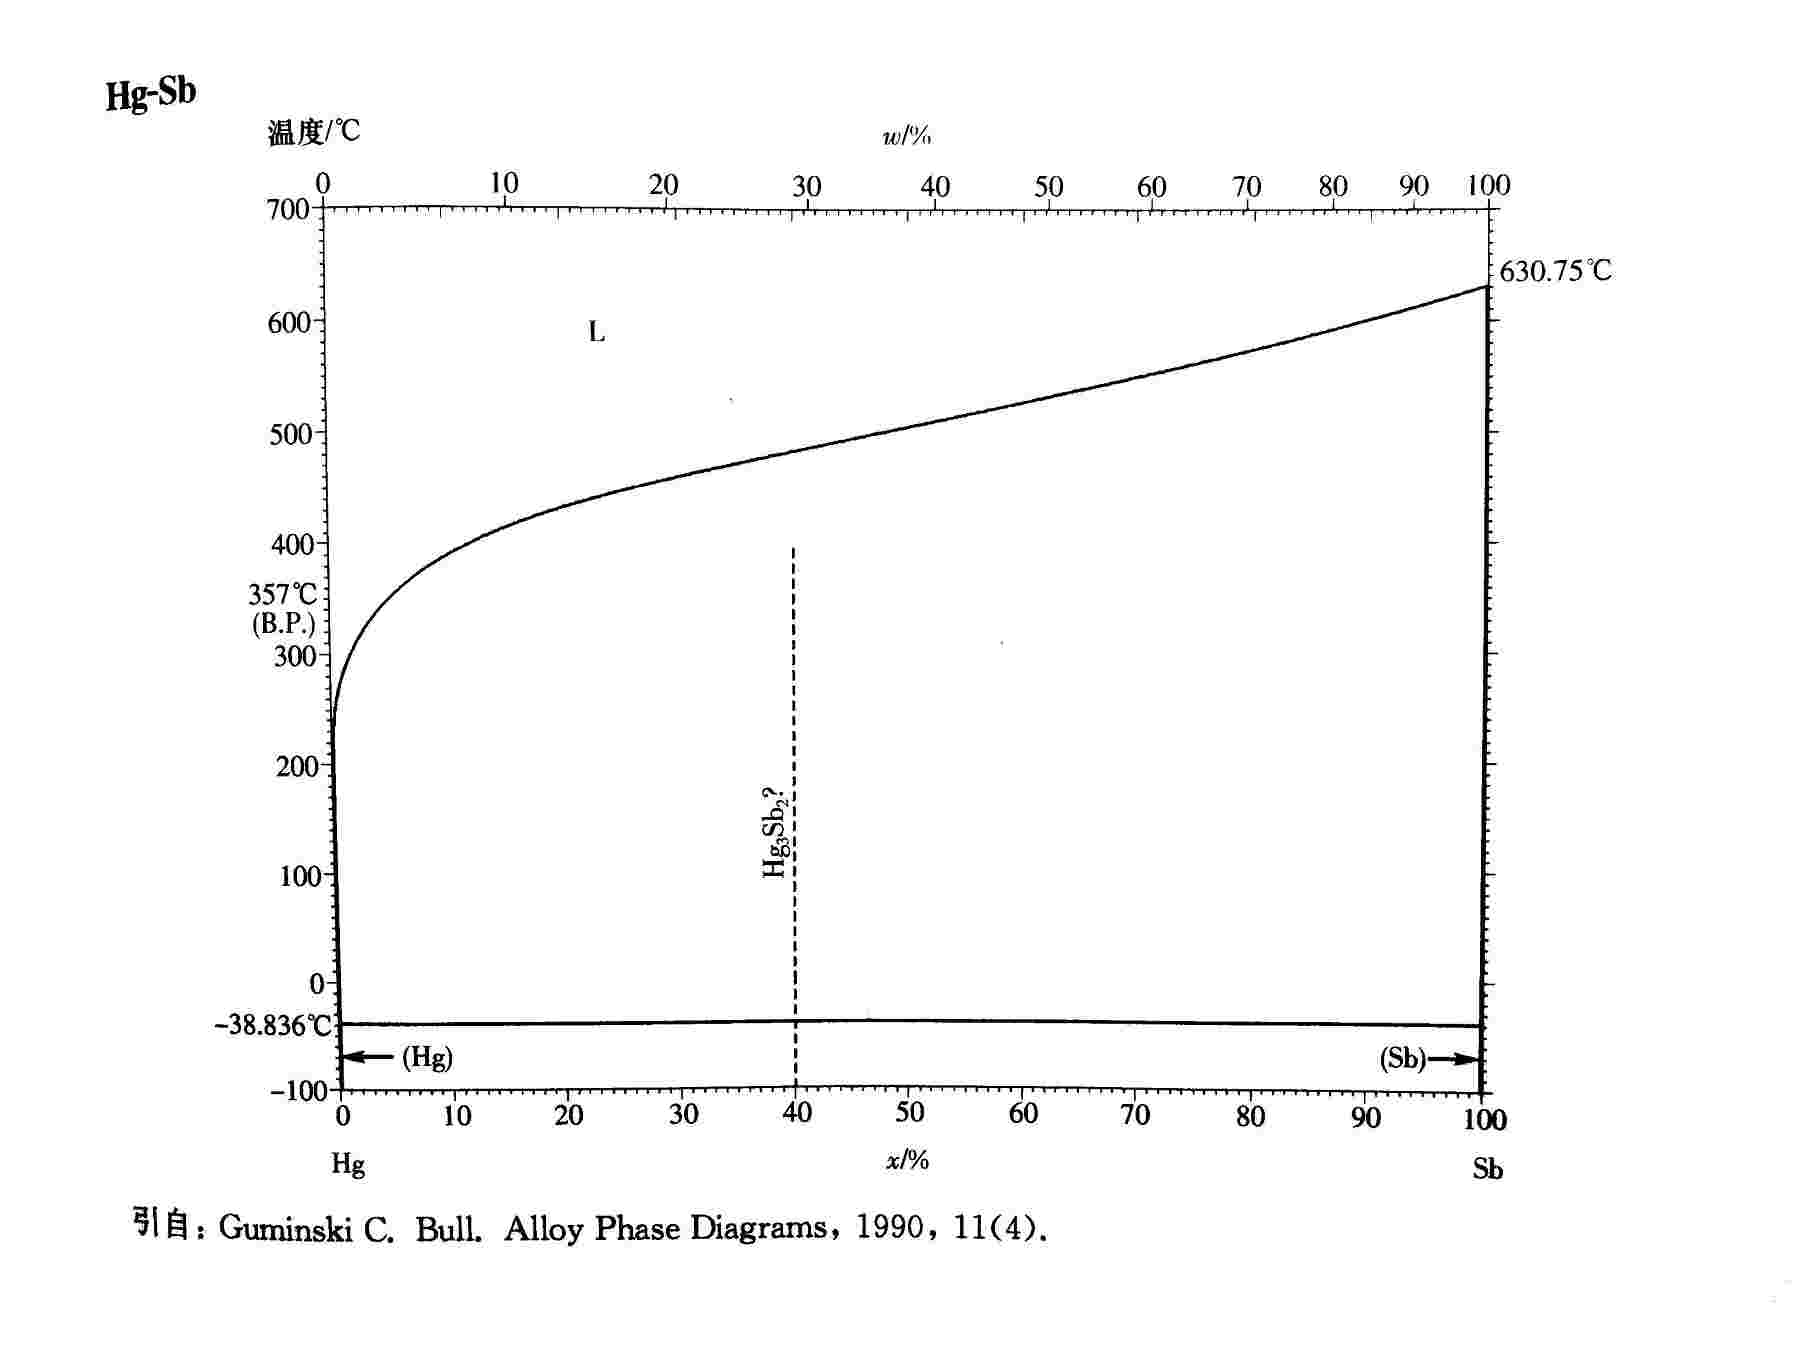 Hg-Sb
温度/℃
w/%
0 10 20 30 40 50 60 70 80 90 100
700
630.75℃
600
L
500
400
357℃
(B.P.)
300
200
Hg₃Sb₂?
100
0
-38.836℃
(Hg) (Sb)
-100
0 10 20 30 40 50 60 70 80 90 100
Hg x/% Sb
引自: Guminski C. Bull. Alloy Phase Diagrams, 1990, 11(4).